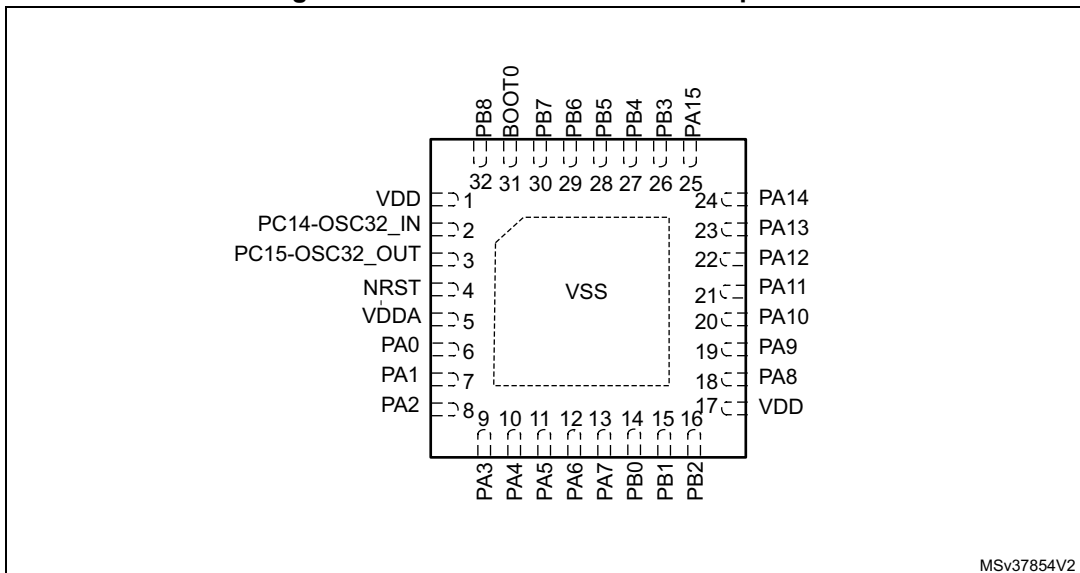 PB8
BOOT0
PB7
PB6
PB5
PB4
PB3
PA15
32 31 30 29 28 27 26 25
VDD 1
PC14-OSC32_IN 2
PC15-OSC32_OUT 3
NRST 4
VDDA 5
PA0 6
PA1 7
PA2 8
VSS
24 PA14
23 PA13
22 PA12
21 PA11
20 PA10
19 PA9
18 PA8
17 VDD
9 10 11 12 13 14 15 16
PA3
PA4
PA5
PA6
PA7
PB0
PB1
PB2
MSv37854V2